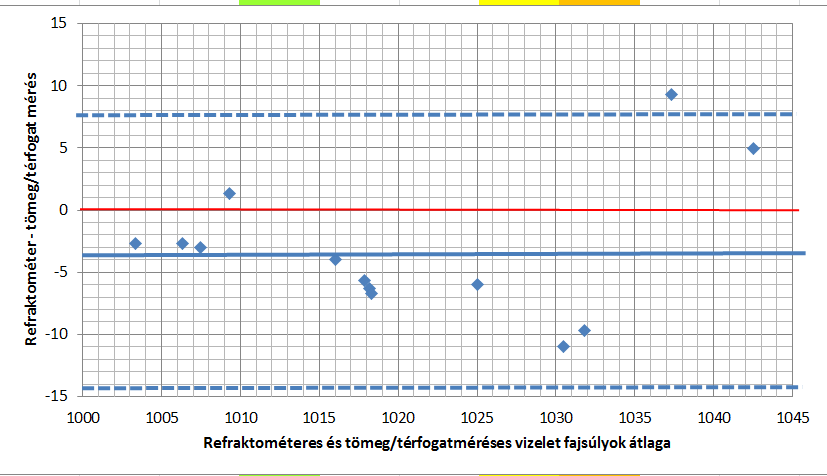 Refraktométer - tömeg/térfogat mérés
15
10
5
0
-5
-10
-15
1000 1005 1010 1015 1020 1025 1030 1035 1040 1045
Refraktométeres és tömeg/térfogatméréses vizelet fajsúlyok átlaga